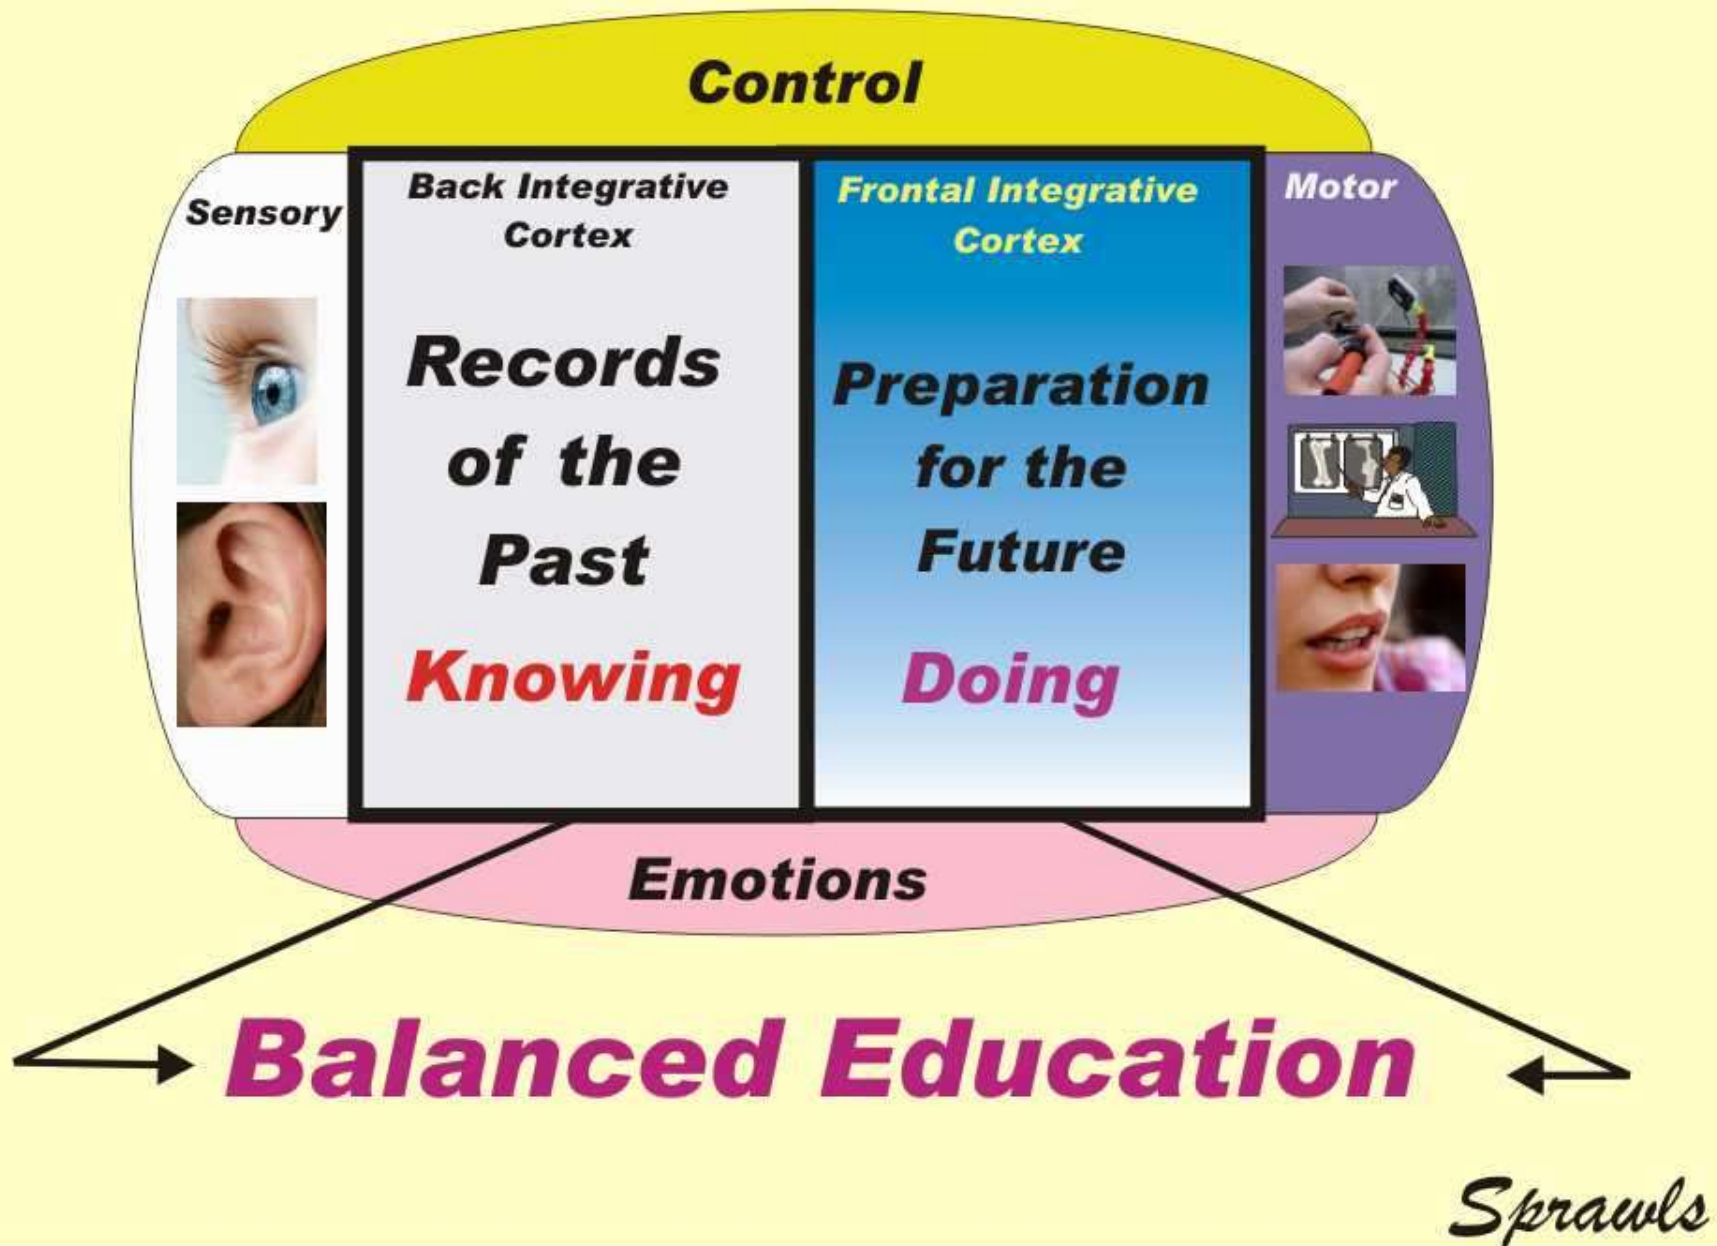 Control
Sensory
Back Integrative
Cortex
Records
of the
Past
Knowing
Frontal Integrative
Cortex
Preparation
for the
Future
Doing
Motor
Emotions
Balanced Education
Sprawls